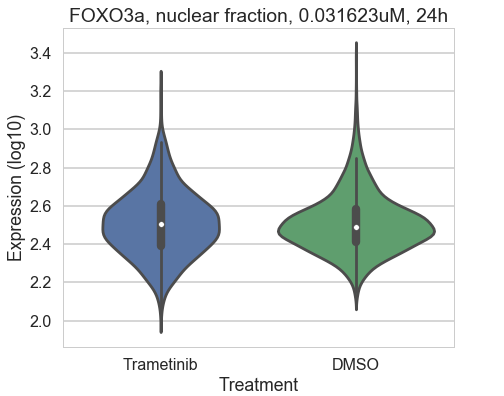 FOXO3a, nuclear fraction, 0.031623uM, 24h
Expression (log10)
3.4
3.2
3.0
2.8
2.6
2.4
2.2
2.0
Trametinib
DMSO
Treatment